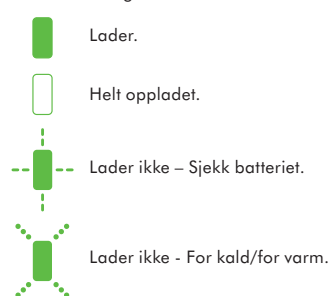 Lader.
Helt oppladet.
Lader ikke – Sjekk batteriet.
Lader ikke - For kald/for varm.